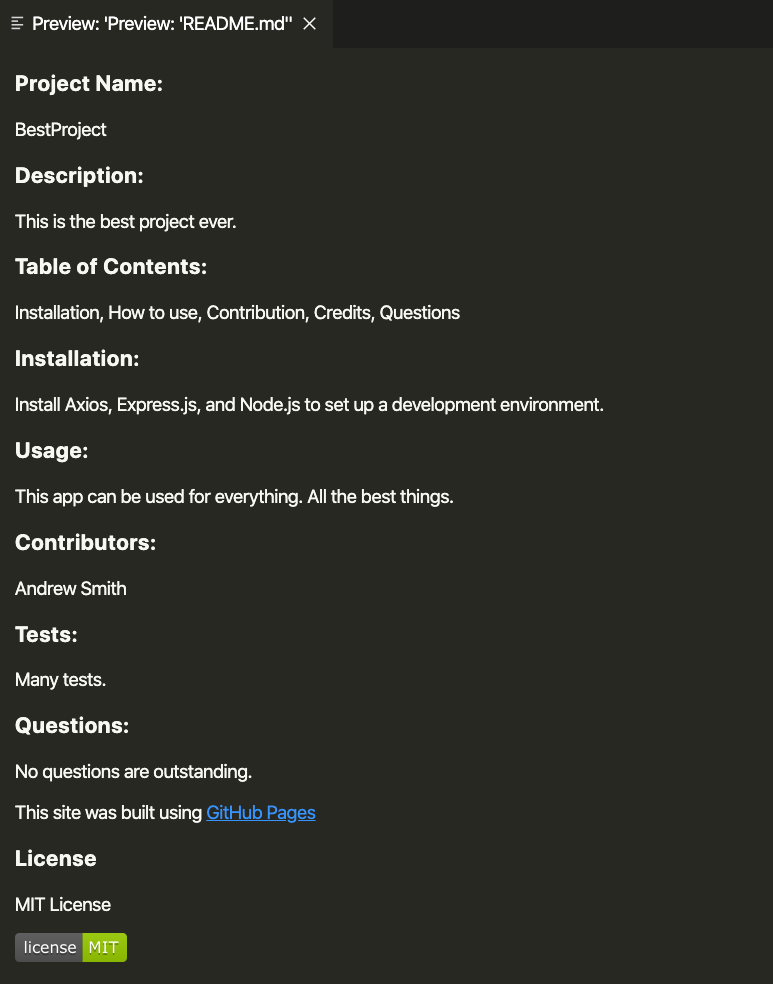 Preview: 'Preview: 'README.md''
Project Name:
BestProject
Description:
This is the best project ever.
Table of Contents:
Installation, How to use, Contribution, Credits, Questions
Installation:
Install Axios, Express.js, and Node.js to set up a development environment.
Usage:
This app can be used for everything. All the best things.
Contributors:
Andrew Smith
Tests:
Many tests.
Questions:
No questions are outstanding.
This site was built using GitHub Pages
License
MIT License
license MIT